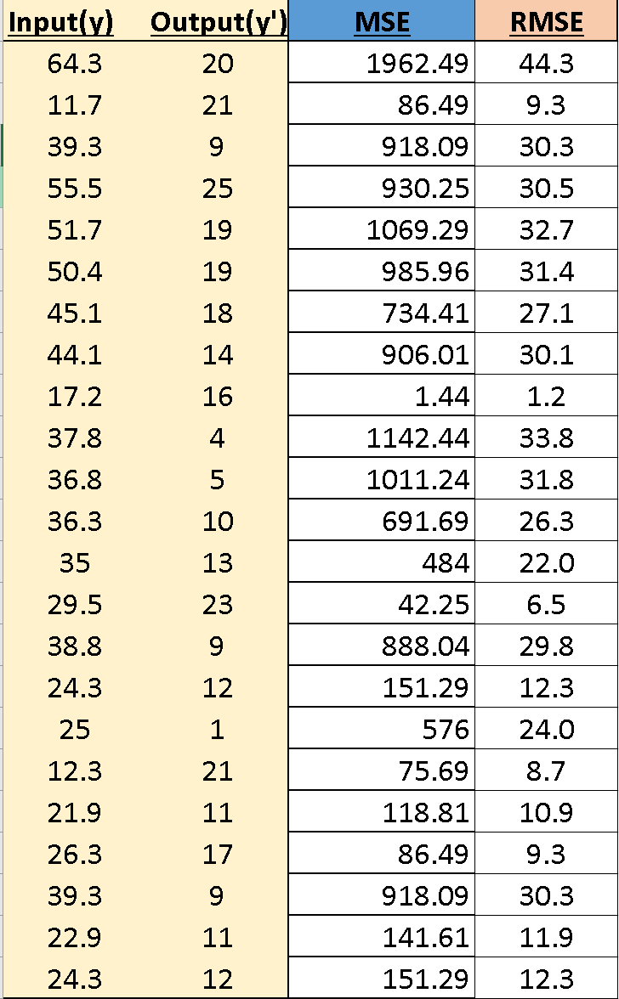 Input(y) Output(y') MSE RMSE
64.3 20 1962.49 44.3
11.7 21 86.49 9.3
39.3 9 918.09 30.3
55.5 25 930.25 30.5
51.7 19 1069.29 32.7
50.4 19 985.96 31.4
45.1 18 734.41 27.1
44.1 14 906.01 30.1
17.2 16 1.44 1.2
37.8 4 1142.44 33.8
36.8 5 1011.24 31.8
36.3 10 691.69 26.3
35 13 484 22.0
29.5 23 42.25 6.5
38.8 9 888.04 29.8
24.3 12 151.29 12.3
25 1 576 24.0
12.3 21 75.69 8.7
21.9 11 118.81 10.9
26.3 17 86.49 9.3
39.3 9 918.09 30.3
22.9 11 141.61 11.9
24.3 12 151.29 12.3